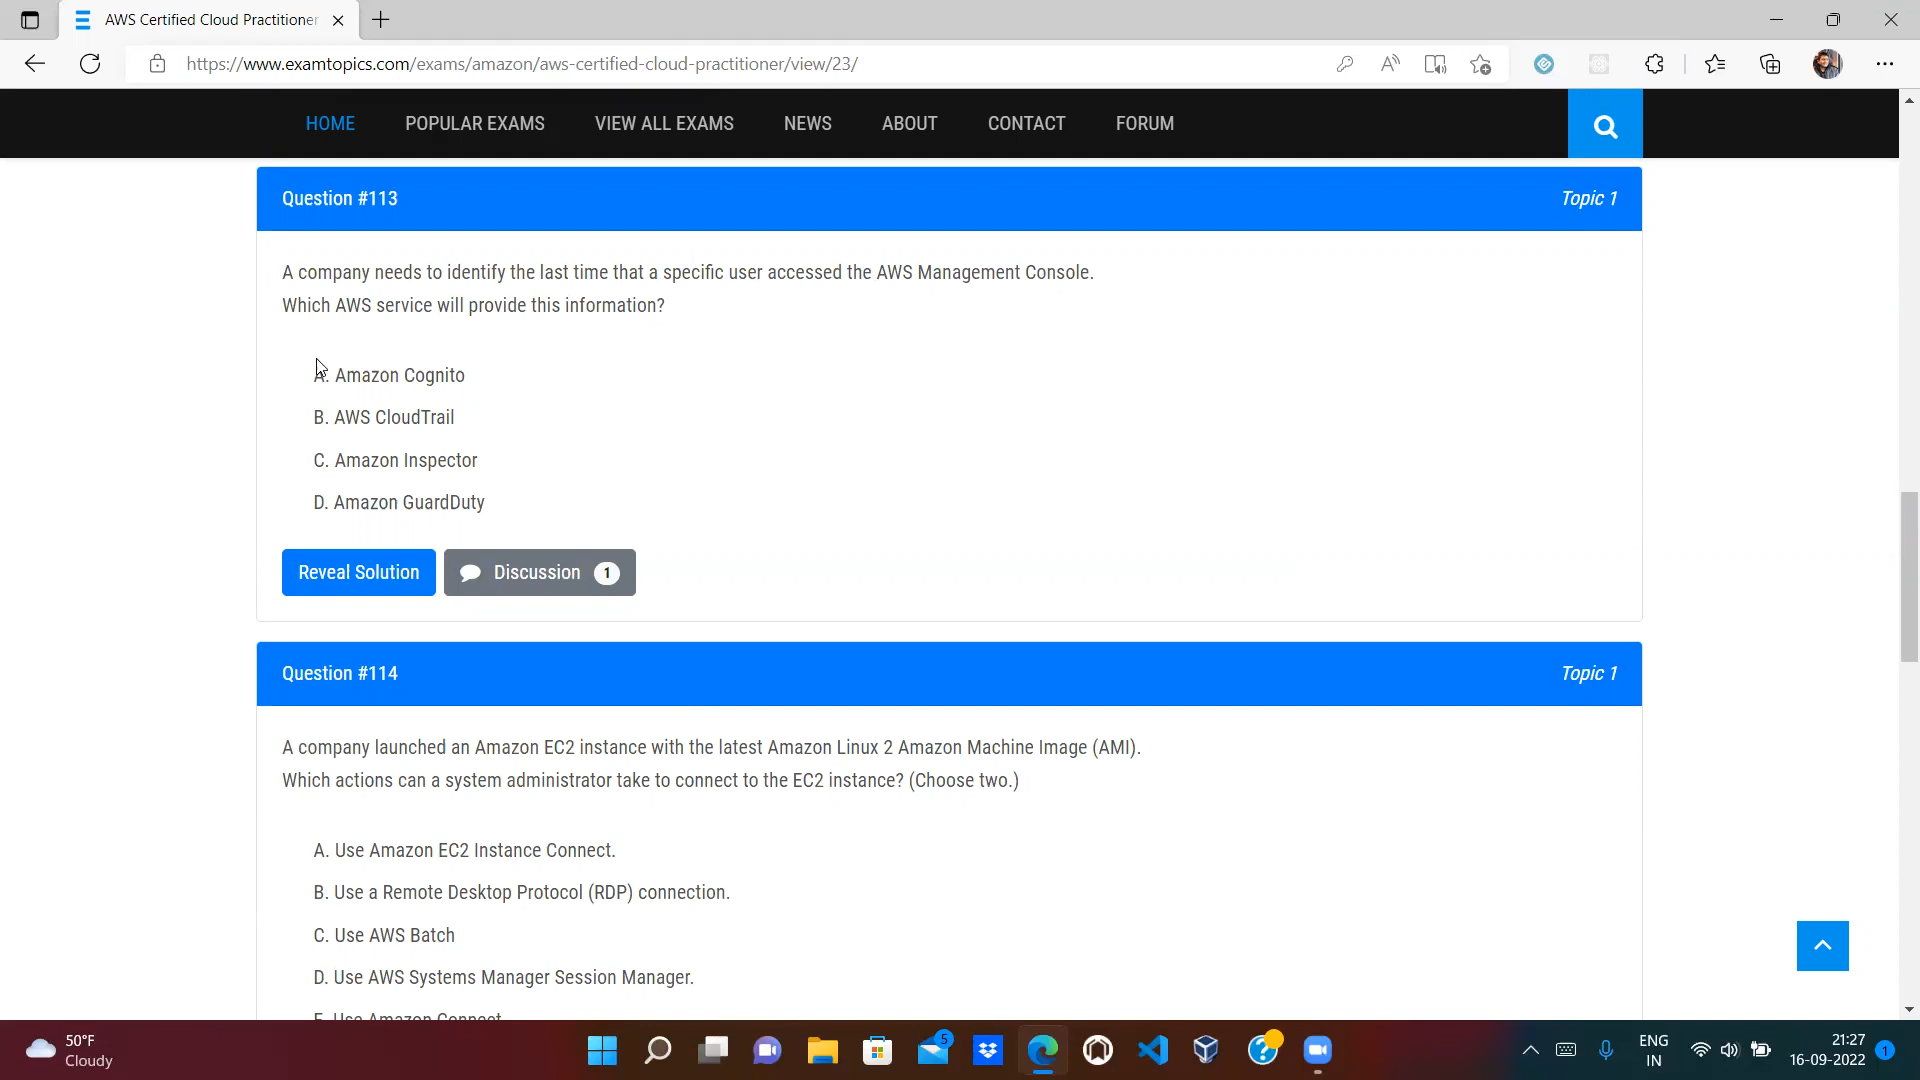 AWS Certified Cloud Practitioner
https://www.examtopics.com/exams/amazon/aws-certified-cloud-practitioner/view/23/
HOME POPULAR EXAMS VIEW ALL EXAMS NEWS ABOUT CONTACT FORUM
Question #113 Topic 1
A company needs to identify the last time that a specific user accessed the AWS Management Console.
Which AWS service will provide this information?
A. Amazon Cognito
B. AWS CloudTrail
C. Amazon Inspector
D. Amazon GuardDuty
Reveal Solution Discussion 1
Question #114 Topic 1
A company launched an Amazon EC2 instance with the latest Amazon Linux 2 Amazon Machine Image (AMI).
Which actions can a system administrator take to connect to the EC2 instance? (Choose two.)
A. Use Amazon EC2 Instance Connect.
B. Use a Remote Desktop Protocol (RDP) connection.
C. Use AWS Batch
D. Use AWS Systems Manager Session Manager.
E. Use Amazon Connect.
50°F
Cloudy
5
ENG
IN
21:27
16-09-2022
1